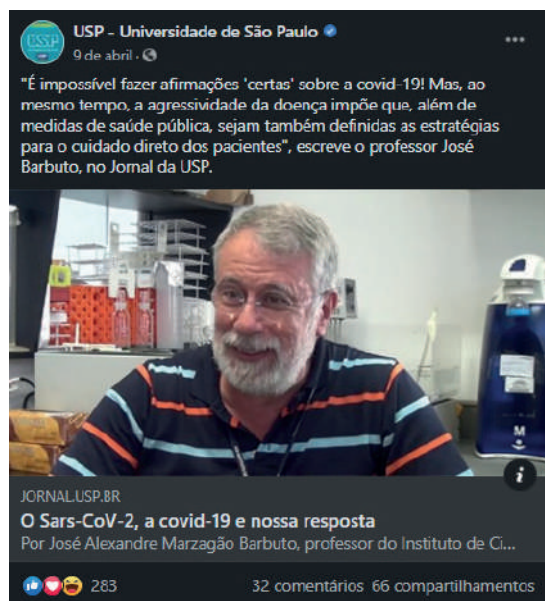 USP
USP - Universidade de São Paulo
9 de abril ·
"É impossível fazer afirmações 'certas' sobre a covid-19! Mas, ao
mesmo tempo, a agressividade da doença impõe que, além de
medidas de saúde pública, sejam também definidas as estratégias
para o cuidado direto dos pacientes", escreve o professor José
Barbuto, no Jornal da USP.
M
JORNAL.USP.BR
O Sars-CoV-2, a covid-19 e nossa resposta
Por José Alexandre Marzagão Barbuto, professor do Instituto de Ci...
283
32 comentários 66 compartilhamentos